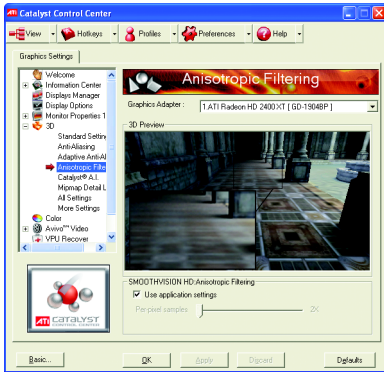 Catalyst Control Center
View Hotkeys Profiles Preferences Help
Graphics Settings
Welcome
Information Center
Displays Manager
Display Options
Monitor Properties 1
3D
Standard Settin
Anti-Aliasing
Adaptive Anti-Al
Anisotropic Filte
Catalyst® A.I.
Mipmap Detail L
All Settings
More Settings
Color
Avivo™ Video
VPU Recover
Anisotropic Filtering
Graphics Adapter :
1.ATI Radeon HD 2400 XT [ GD-1904BP ]
3D Preview
SMOOTHVISION HD:Anisotropic Filtering
Use application settings
Per-pixel samples
2X
ATI CATALYST
CONTROL CENTER
Basic...
OK
Apply
Discard
Defaults